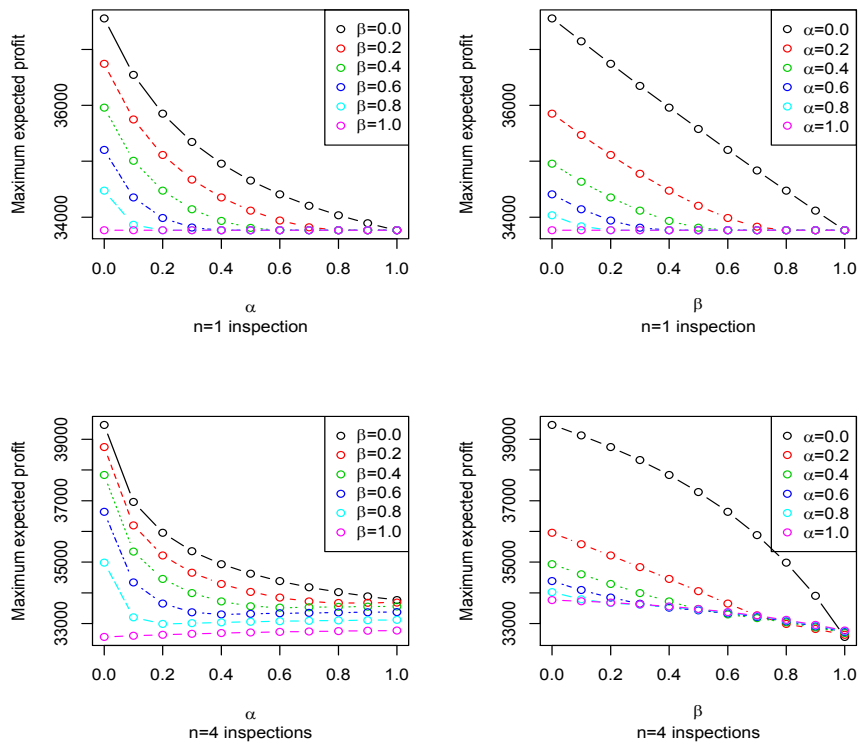 Maximum expected profit
34000
36000
0.0 0.2 0.4 0.6 0.8 1.0
α
n=1 inspection
β=0.0
β=0.2
β=0.4
β=0.6
β=0.8
β=1.0
Maximum expected profit
34000
36000
0.0 0.2 0.4 0.6 0.8 1.0
β
n=1 inspection
α=0.0
α=0.2
α=0.4
α=0.6
α=0.8
α=1.0
Maximum expected profit
33000
35000
37000
39000
0.0 0.2 0.4 0.6 0.8 1.0
α
n=4 inspections
β=0.0
β=0.2
β=0.4
β=0.6
β=0.8
β=1.0
Maximum expected profit
33000
35000
37000
39000
0.0 0.2 0.4 0.6 0.8 1.0
β
n=4 inspections
α=0.0
α=0.2
α=0.4
α=0.6
α=0.8
α=1.0